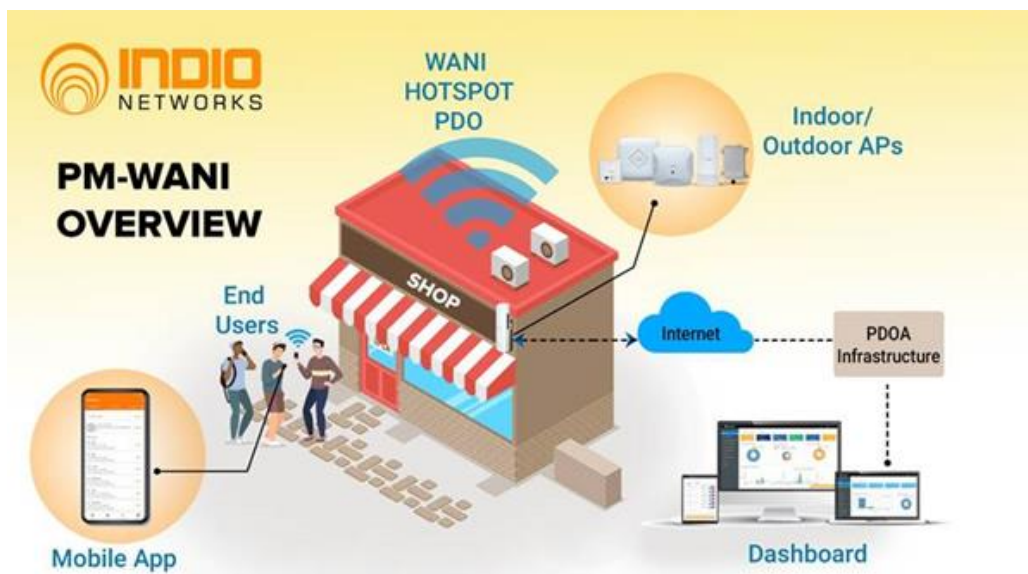 INDIO
NETWORKS
PM-WANI
OVERVIEW
WANI
HOTSPOT
PDO
Indoor/
Outdoor APs
SHOP
End
Users
Internet
PDOA
Infrastructure
Mobile App
Dashboard